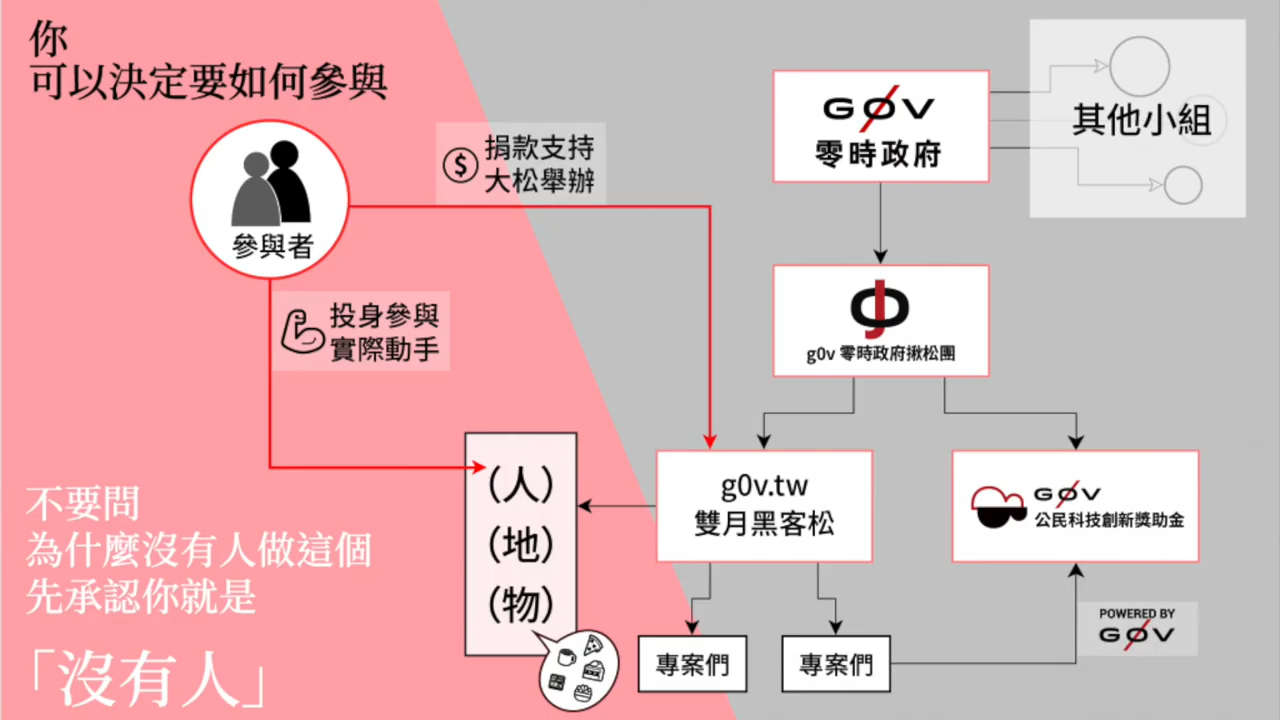 你
可以決定要如何參與
參與者
捐款支持
大松舉辦
投身參與
實際動手
G0V
零時政府
其他小組
g0v 零時政府揪松團
(人)
(地)
(物)
g0v.tw
雙月黑客松
G0V
公民科技創新獎助金
專案們
專案們
POWERED BY
G0V
不要問
為什麼沒有人做這個
先承認你就是
「沒有人」